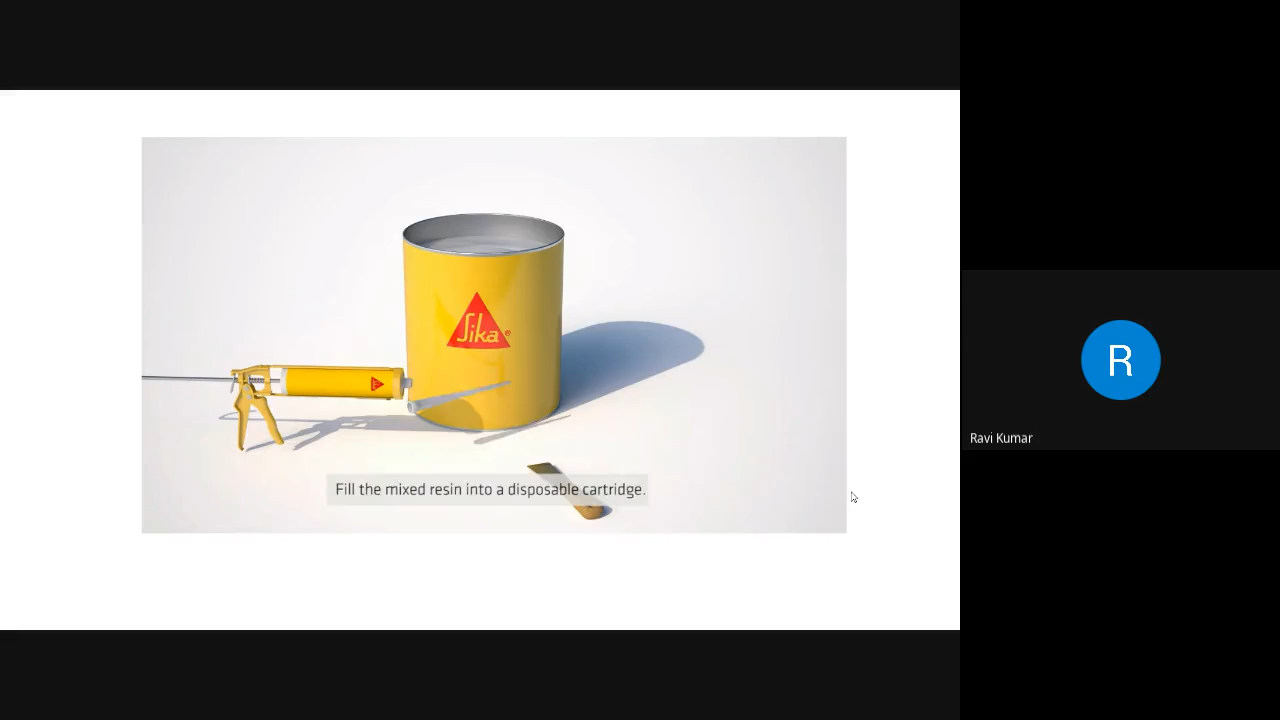 Sika®
Fill the mixed resin into a disposable cartridge.
R
Ravi Kumar